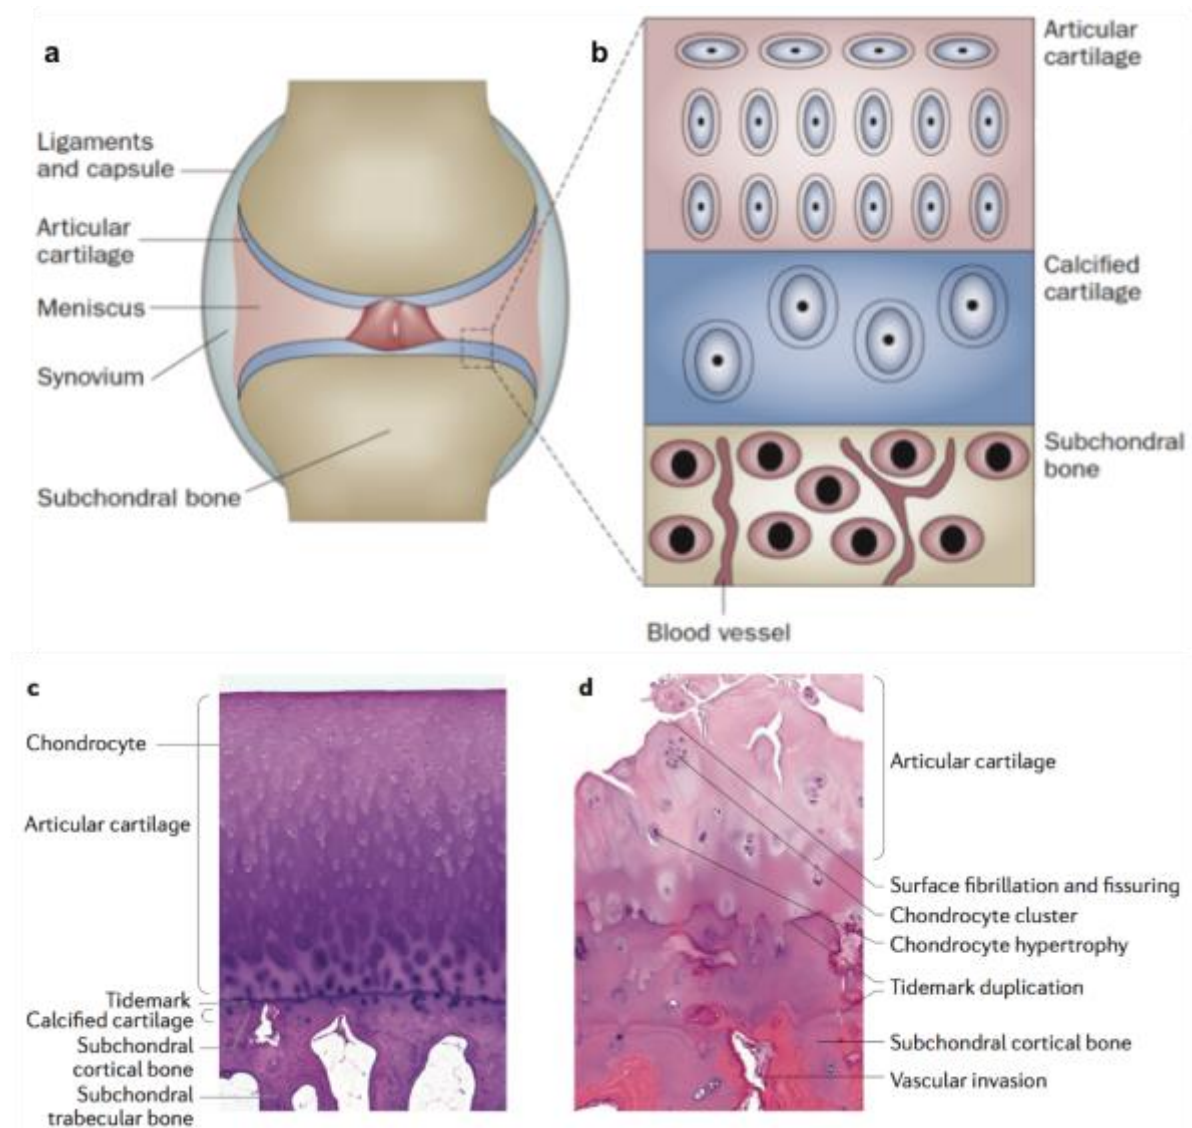 a
Ligaments
and capsule
Articular
cartilage
Meniscus
Synovium
Subchondral bone
b
Articular
cartilage
Calcified
cartilage
Subchondral
bone
Blood vessel
c
Chondrocyte
Articular cartilage
Tidemark
Calcified cartilage
Subchondral
cortical bone
Subchondral
trabecular bone
d
Articular cartilage
Surface fibrillation and fissuring
Chondrocyte cluster
Chondrocyte hypertrophy
Tidemark duplication
Subchondral cortical bone
Vascular invasion